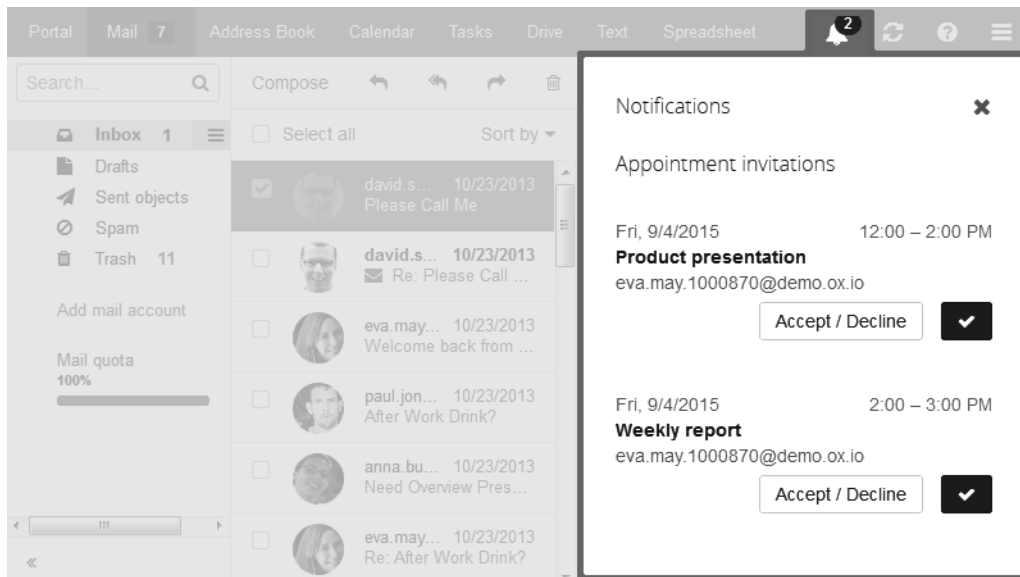 Portal Mail 7 Address Book Calendar Tasks Drive Text Spreadsheet 2
Search...
Inbox 1
Drafts
Sent objects
Spam
Trash 11
Add mail account
Mail quota
100%
Compose
Select all Sort by
david.s... 10/23/2013
Please Call Me
david.s... 10/23/2013
Re: Please Call ...
eva.may... 10/23/2013
Welcome back from ...
paul.jon... 10/23/2013
After Work Drink?
anna.bu... 10/23/2013
Need Overview Pres...
eva.may... 10/23/2013
Re: After Work Drink?
Notifications
Appointment invitations
Fri, 9/4/2015 12:00 – 2:00 PM
Product presentation
eva.may.1000870@demo.ox.io
Accept / Decline
Fri, 9/4/2015 2:00 – 3:00 PM
Weekly report
eva.may.1000870@demo.ox.io
Accept / Decline